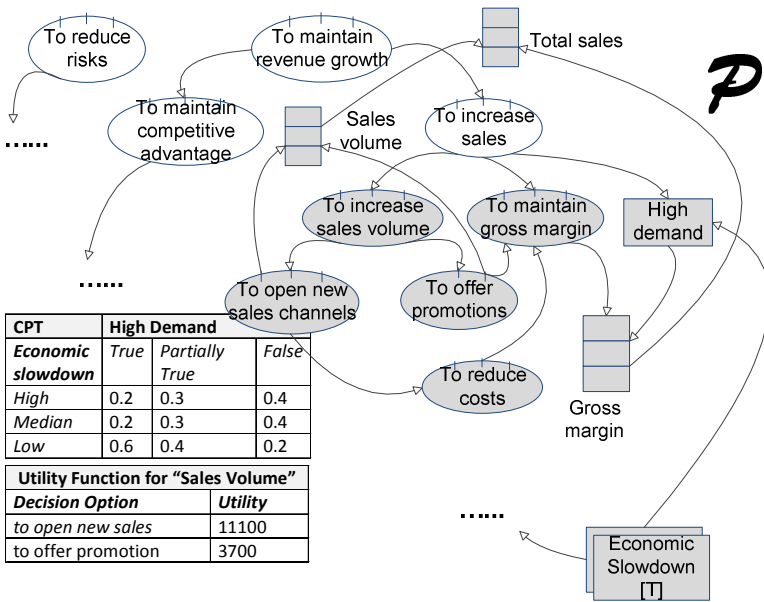 To reduce
risks
To maintain
revenue growth
Total sales
P
To maintain
competitive
advantage
Sales
volume
To increase
sales
......
To increase
sales volume
To maintain
gross margin
High
demand
......
To open new
sales channels
To offer
promotions
CPT High Demand
Economic slowdown True Partially True False
High 0.2 0.3 0.4
Median 0.2 0.3 0.4
Low 0.6 0.4 0.2
To reduce
costs
Gross
margin
Utility Function for “Sales Volume”
Decision Option Utility
to open new sales 11100
to offer promotion 3700
......
Economic
Slowdown
[T]